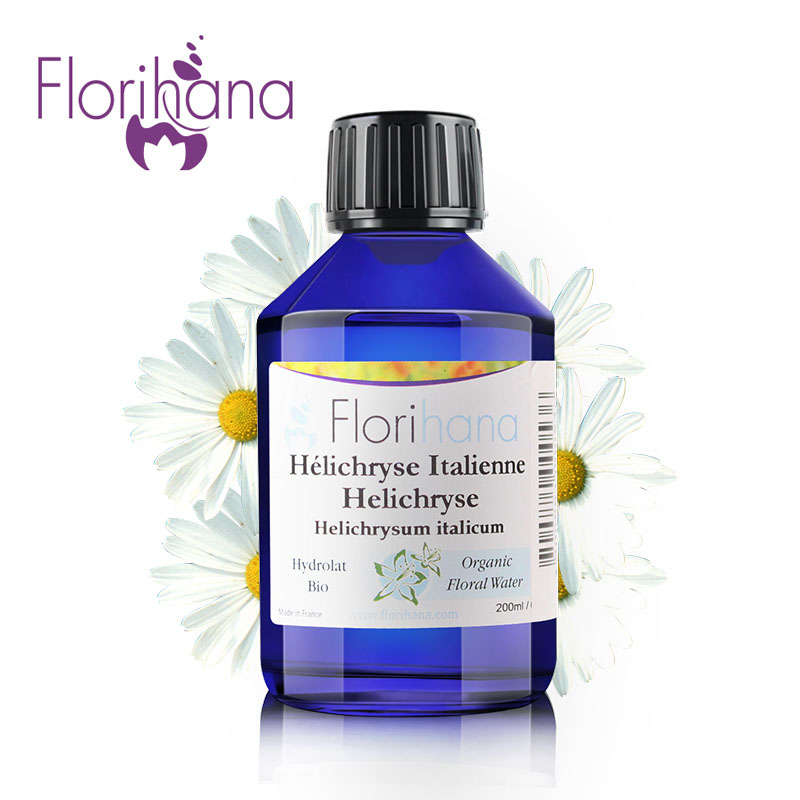 Florihana
Florihana
Hélichryse Italienne
Helichryse
Helichrysum italicum
Hydrolat
Bio
Organic
Floral Water
Made in France
www.florihana.com
200ml /